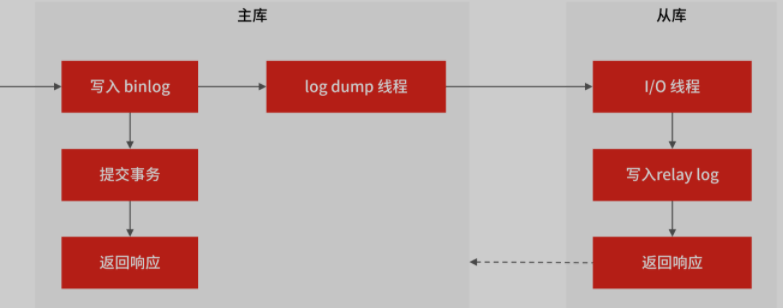 主库
从库
写入 binlog
log dump 线程
I/O 线程
提交事务
写入relay log
返回响应
返回响应